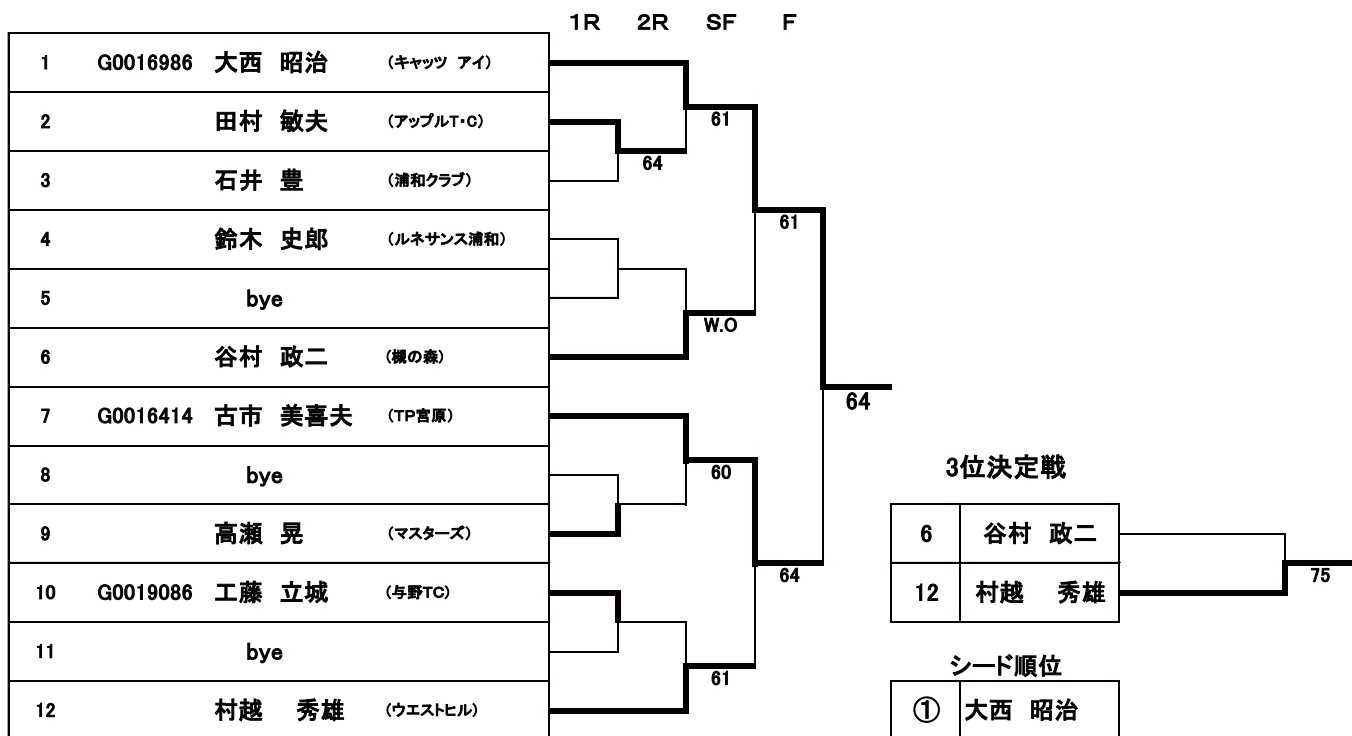 1R 2R SF F
1 G0016986 大西 昭治 (キャッツ アイ)
61
2 田村 敏夫 (アップルT・C)
64
3 石井 豊 (浦和クラブ)
61
4 鈴木 史郎 (ルネサンス浦和)
5 bye
W.O
6 谷村 政二 (槻の森)
64
7 G0016414 古市 美喜夫 (TP宮原)
60
8 bye
9 高瀬 晃 (マスターズ)
64
10 G0019086 工藤 立城 (与野TC)
11 bye
61
12 村越 秀雄 (ウエストヒル)
3位決定戦
6 谷村 政二
75
12 村越 秀雄
シード順位
① 大西 昭治